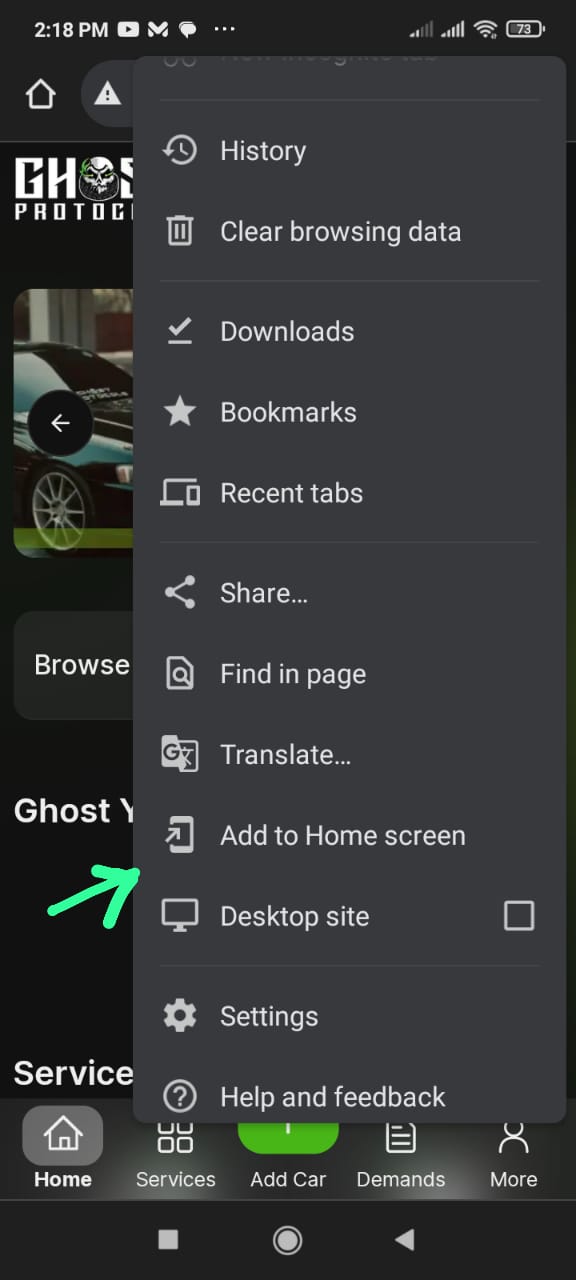 2:18 PM
73
History
GHOS
PROTOC
Clear browsing data
Downloads
Bookmarks
Recent tabs
Share...
Find in page
Browse
Translate...
Ghost Y
Add to Home screen
Desktop site
Settings
Service
Help and feedback
Home
Services
Add Car
Demands
More